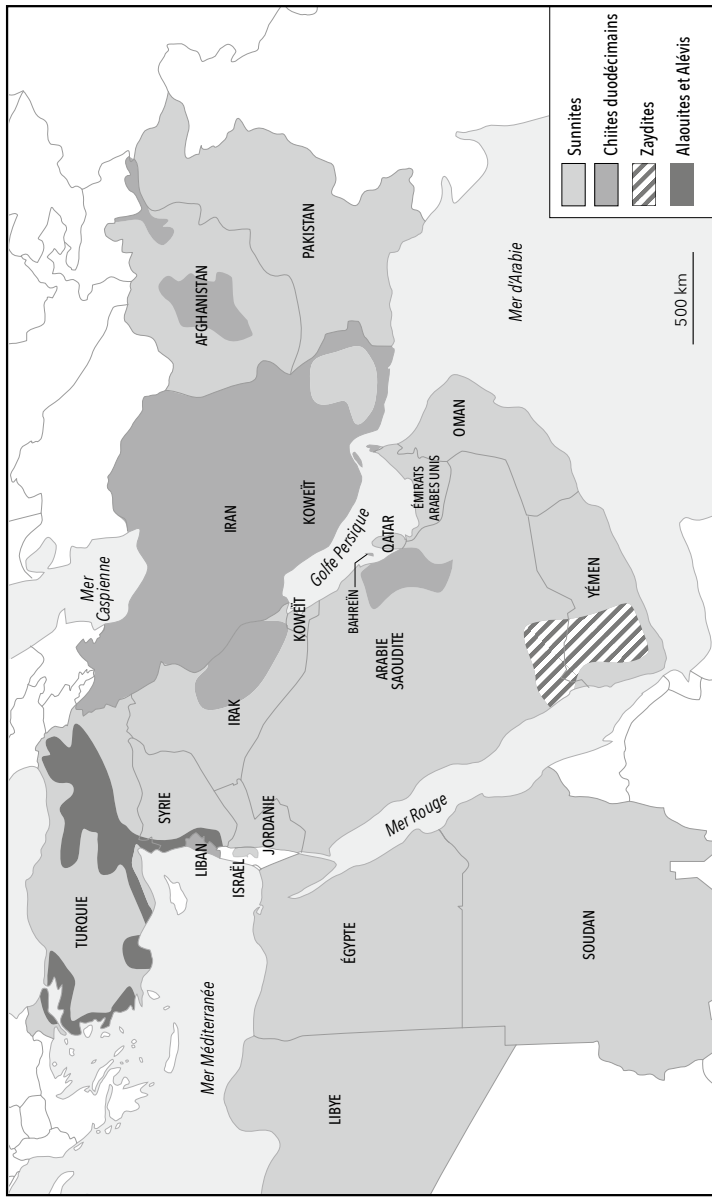 Mer
Caspienne
TURQUIE
SYRIE
LIBAN
ISRAËL
JORDANIE
IRAK
IRAN
KOWEÏT
KOWEÏT
AFGHANISTAN
PAKISTAN
Mer Méditerranée
Golfe Persique
BAHREÏN
QATAR
ÉMIRATS
ARABES UNIS
OMAN
ARABIE
SAOUDITE
YÉMEN
Mer Rouge
Mer d'Arabie
LIBYE
ÉGYPTE
SOUDAN
500 km
Sunnites
Chiites duodécimains
Zaydites
Alaouites et Alévis